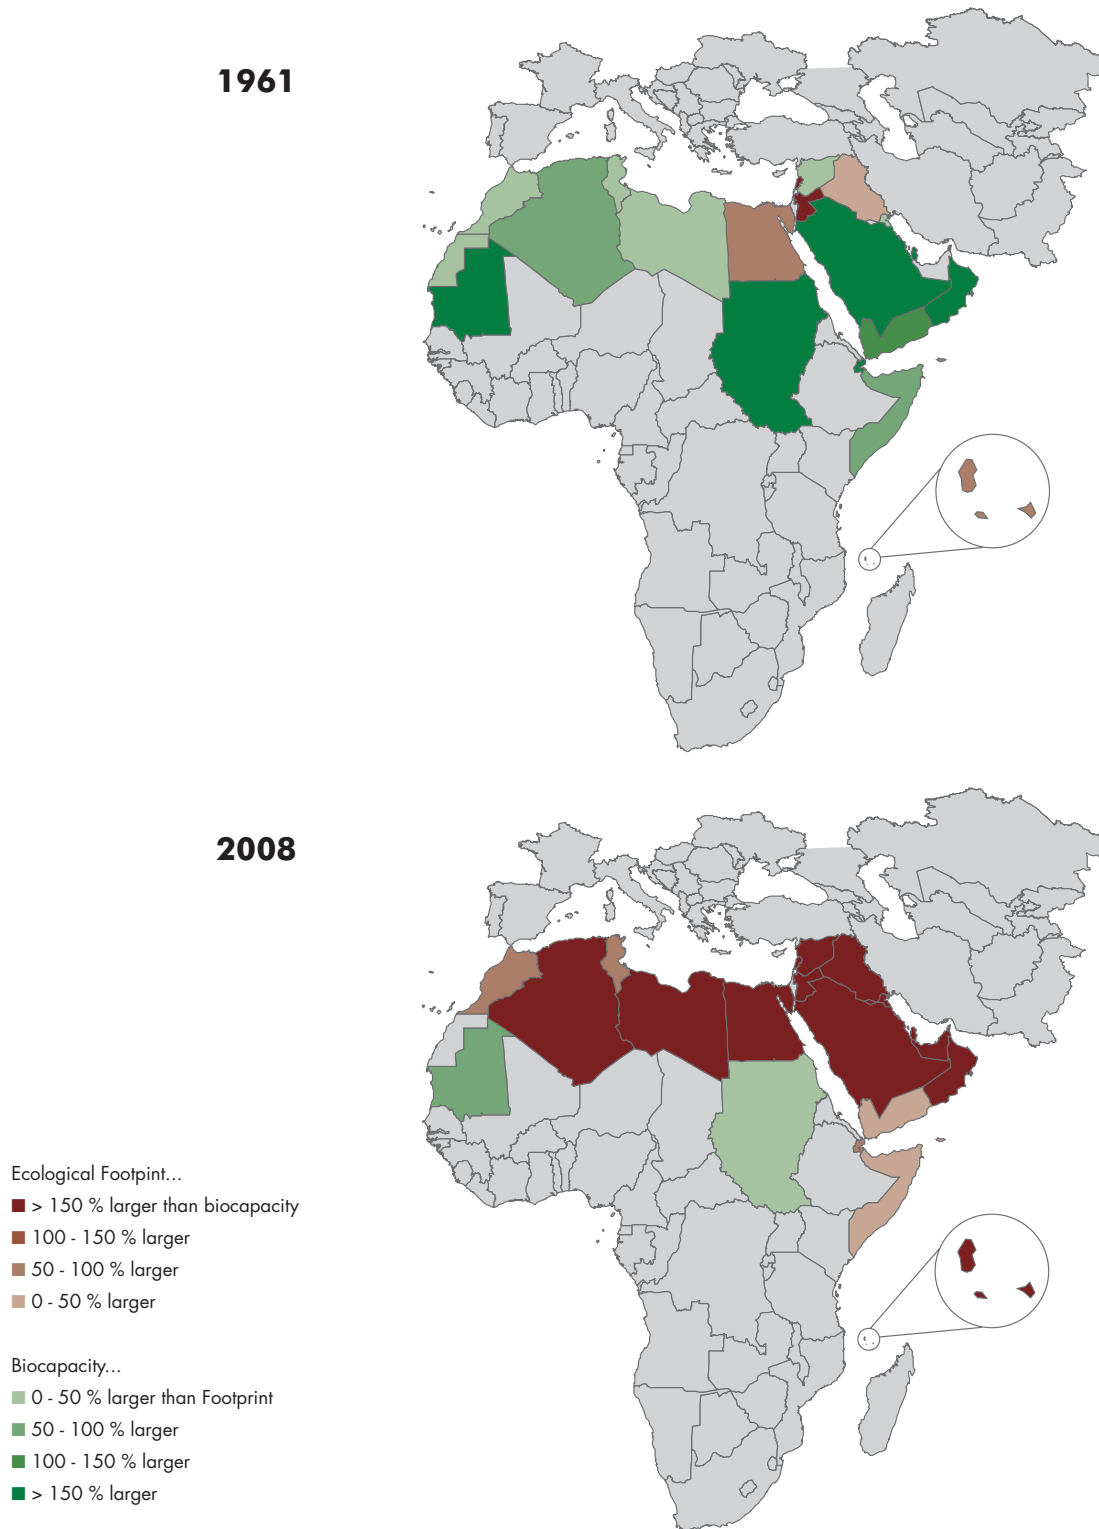 1961
2008
Ecological Footpint...
> 150 % larger than biocapacity
100 - 150 % larger
50 - 100 % larger
0 - 50 % larger
Biocapacity...
0 - 50 % larger than Footprint
50 - 100 % larger
100 - 150 % larger
> 150 % larger